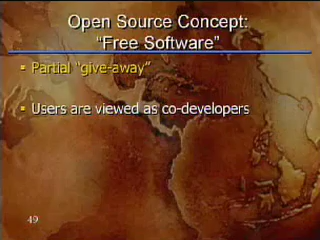 Open Source Concept:
“Free Software”
Partial “give-away”
Users are viewed as co-developers
49